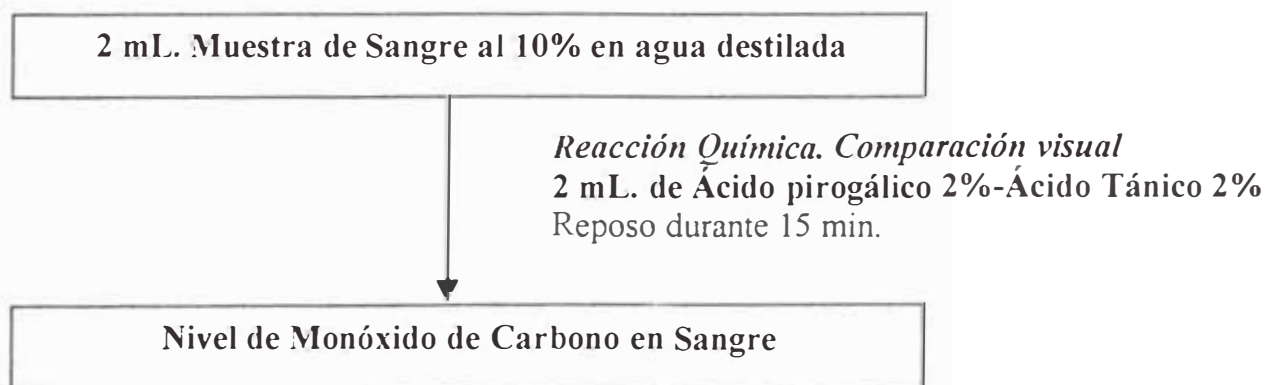 2 mL. Muestra de Sangre al 10% en agua destilada
Reacción Química. Comparación visual
2 mL. de Ácido pirogálico 2%-Ácido Tánico 2%
Reposo durante 15 min.
Nivel de Monóxido de Carbono en Sangre